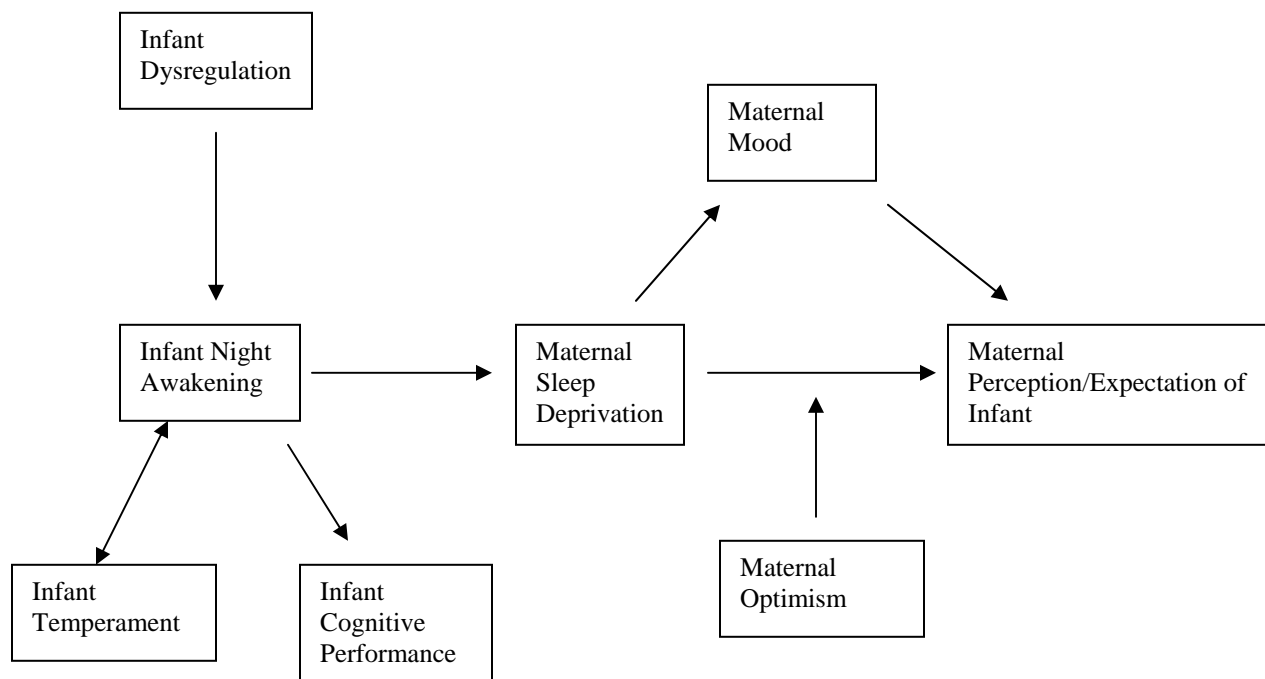 Infant
Dysregulation
Maternal
Mood
Infant Night
Awakening
Maternal
Sleep
Deprivation
Maternal
Perception/Expectation of
Infant
Infant
Temperament
Infant
Cognitive
Performance
Maternal
Optimism